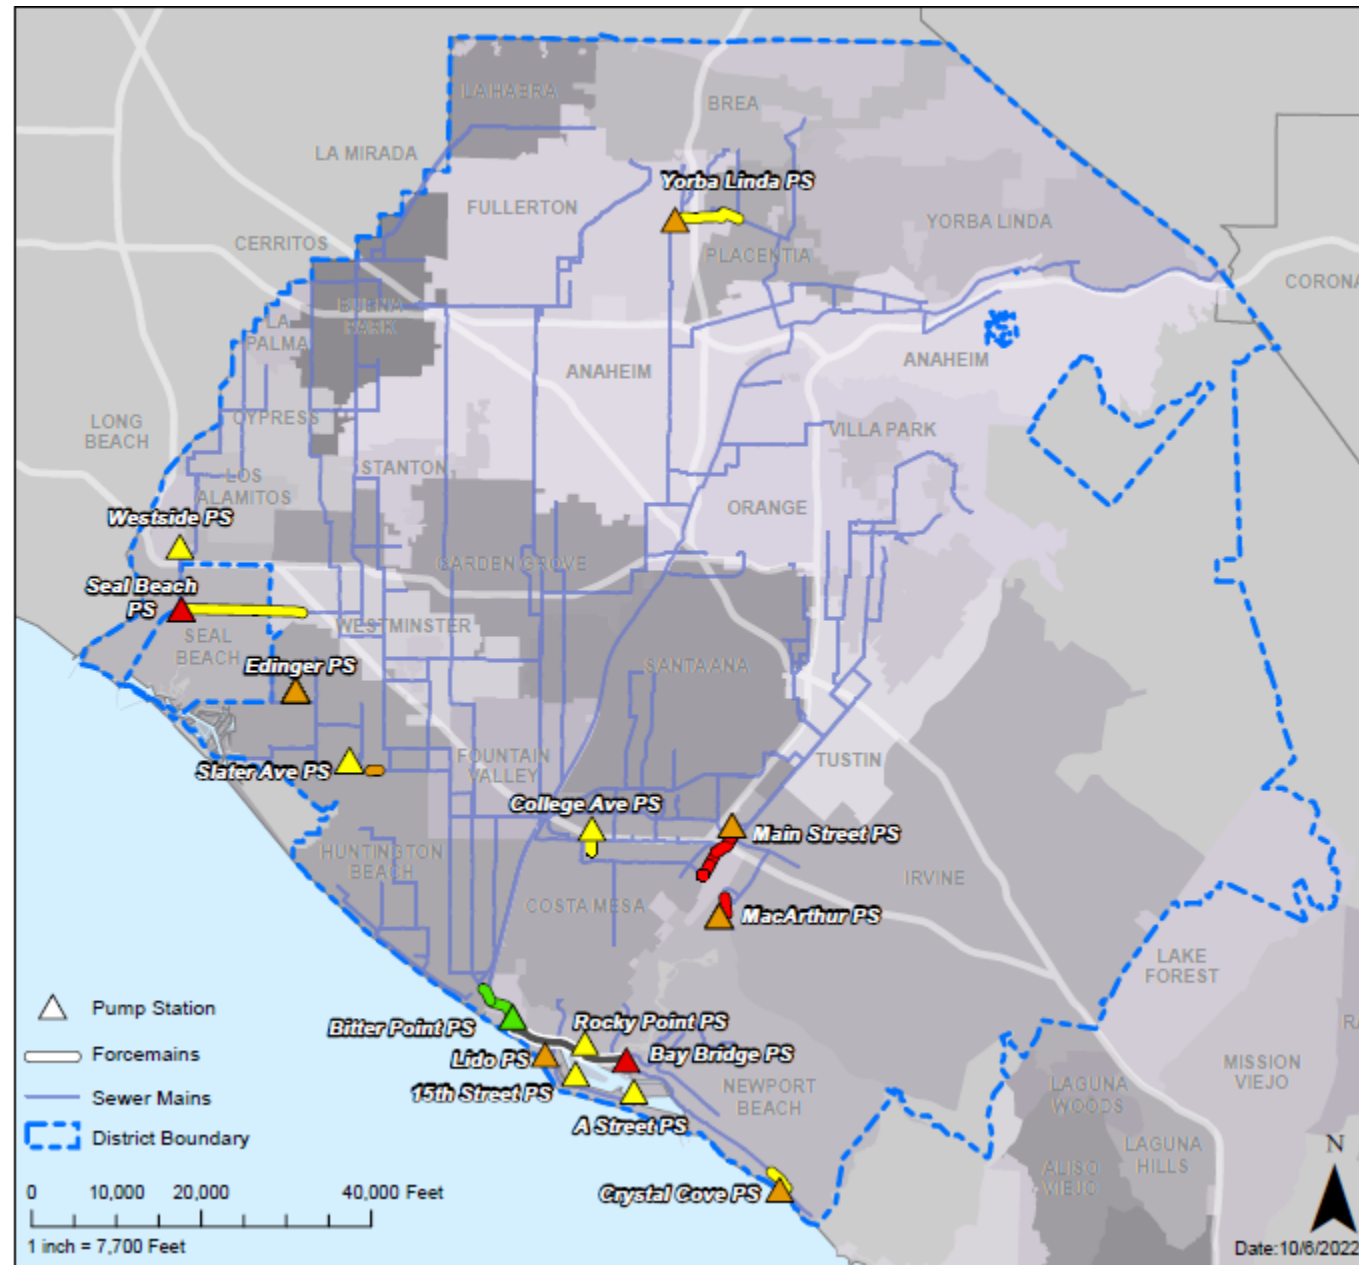 LA HABRA
BREA
LA MIRADA
Yorba Linda PS
FULLERTON
YORBA LINDA
CERRITOS
PLACENTIA
CORONA
BUENA
PARK
LA
PALMA
ANAHEIM
ANAHEIM
CYPRESS
LONG
BEACH
VILLA PARK
STANTON
LOS
ALAMITOS
ORANGE
Westside PS
GARDEN GROVE
Seal Beach
PS
WESTMINSTER
SEAL
BEACH
SANTA ANA
Edinger PS
FOUNTAIN
VALLEY
TUSTIN
Slater Ave PS
College Ave PS
Main Street PS
HUNTINGTON
BEACH
IRVINE
COSTA MESA
MacArthur PS
LAKE
FOREST
Bitter Point PS
Rocky Point PS
RA
Lido PS
Bay Bridge PS
MISSION
VIEJO
15th Street PS
NEWPORT
BEACH
LAGUNA
WOODS
A Street PS
LAGUNA
HILLS
ALISO
VIEJO
Crystal Cove PS
Pump Station
Forcemains
Sewer Mains
District Boundary
0 10,000 20,000 40,000 Feet
1 inch = 7,700 Feet
N
Date:10/6/2022